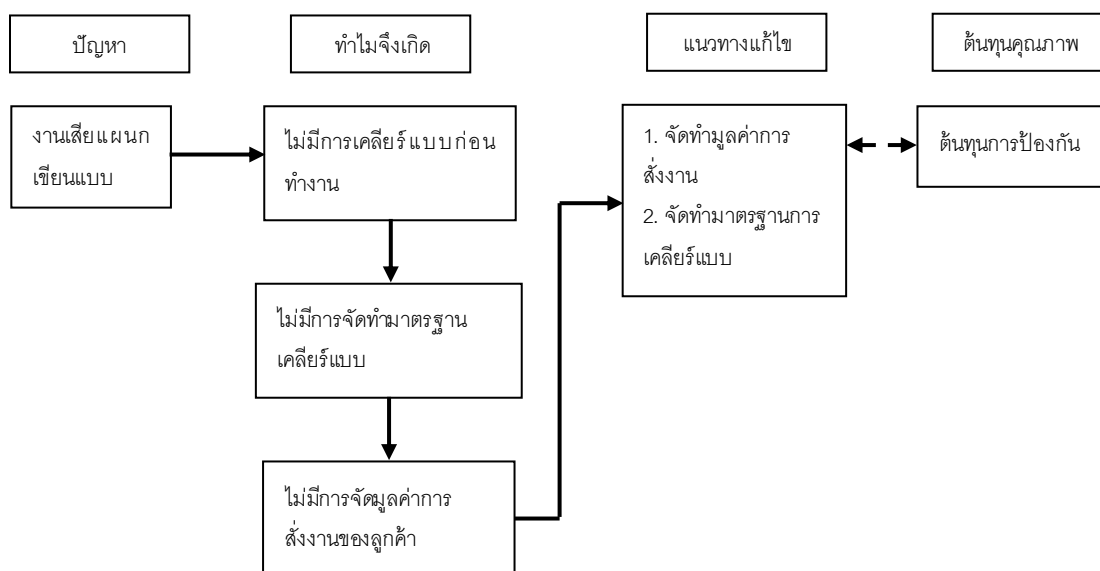 ปัญหา
ทำไมจึงเกิด
แนวทางแก้ไข
ต้นทุนคุณภาพ
งานเสียแผนก
เขียนแบบ
ไม่มีการเคลียร์แบบก่อน
ทำงาน
ไม่มีการจัดทำมาตรฐาน
เคลียร์แบบ
ไม่มีการจัดมูลค่าการ
สั่งงานของลูกค้า
1. จัดทำมูลค่าการ
สั่งงาน
2. จัดทำมาตรฐานการ
เคลียร์แบบ
ต้นทุนการป้องกัน